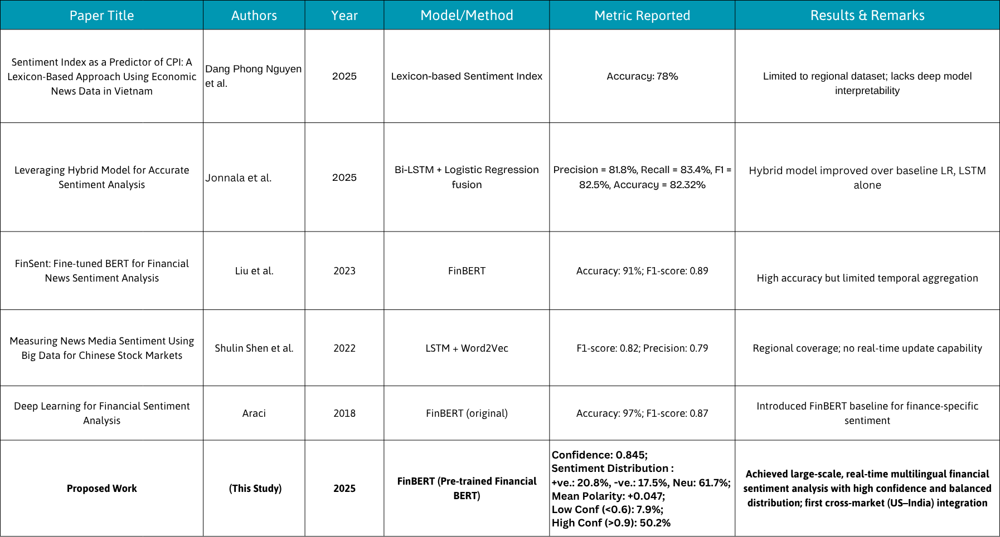 Paper Title
Authors
Year
Model/Method
Metric Reported
Results & Remarks
Sentiment Index as a Predictor of CPI: A
Lexicon-Based Approach Using Economic
News Data in Vietnam
Dang Phong Nguyen
et al.
2025
Lexicon-based Sentiment Index
Accuracy: 78%
Limited to regional dataset; lacks deep model
interpretability
Leveraging Hybrid Model for Accurate
Sentiment Analysis
Jonnala et al.
2025
Bi-LSTM + Logistic Regression
fusion
Precision = 81.8%, Recall = 83.4%, F1 =
82.5%, Accuracy = 82.32%
Hybrid model improved over baseline LR, LSTM
alone
FinSent: Fine-tuned BERT for Financial
News Sentiment Analysis
Liu et al.
2023
FinBERT
Accuracy: 91%; F1-score: 0.89
High accuracy but limited temporal aggregation
Measuring News Media Sentiment Using
Big Data for Chinese Stock Markets
Shulin Shen et al.
2022
LSTM + Word2Vec
F1-score: 0.82; Precision: 0.79
Regional coverage; no real-time update capability
Deep Learning for Financial Sentiment
Analysis
Araci
2018
FinBERT (original)
Accuracy: 97%; F1-score: 0.87
Introduced FinBERT baseline for finance-specific
sentiment
Proposed Work
(This Study)
2025
FinBERT (Pre-trained Financial
BERT)
Confidence: 0.845;
Sentiment Distribution :
+ve.: 20.8%, -ve.: 17.5%, Neu: 61.7%;
Mean Polarity: +0.047;
Low Conf (<0.6): 7.9%;
High Conf (>0.9): 50.2%
Achieved large-scale, real-time multilingual financial
sentiment analysis with high confidence and balanced
distribution; first cross-market (US–India) integration